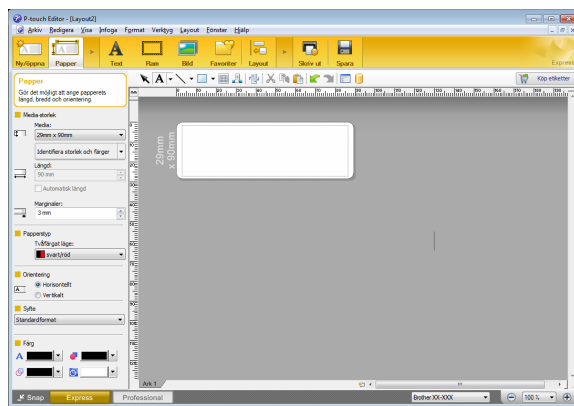 P-touch Editor - [Layout2]
Arkiv Redigera Visa Infoga Format Verktyg Layout Fönster Hjälp
Ny/öppna Papper Text Ram Bild Favoriter Layout Skriv ut Spara Express
Papper
Gör det möjligt att ange papperets
längd, bredd och orientering.
Köp etiketter
Media-storlek
Media:
29mm x 90mm
Identifiera storlek och färger
Längd:
90 mm
Automatisk längd
Marginaler:
3 mm
Papperstyp
Tvåfärgat läge:
svart/röd
Orientering
Horisontellt
Vertikalt
Syfte
Standardformat
Färg
29mm
x 90mm
Ark 1
Snap Express Professional
Brother XX-XXX
100 %